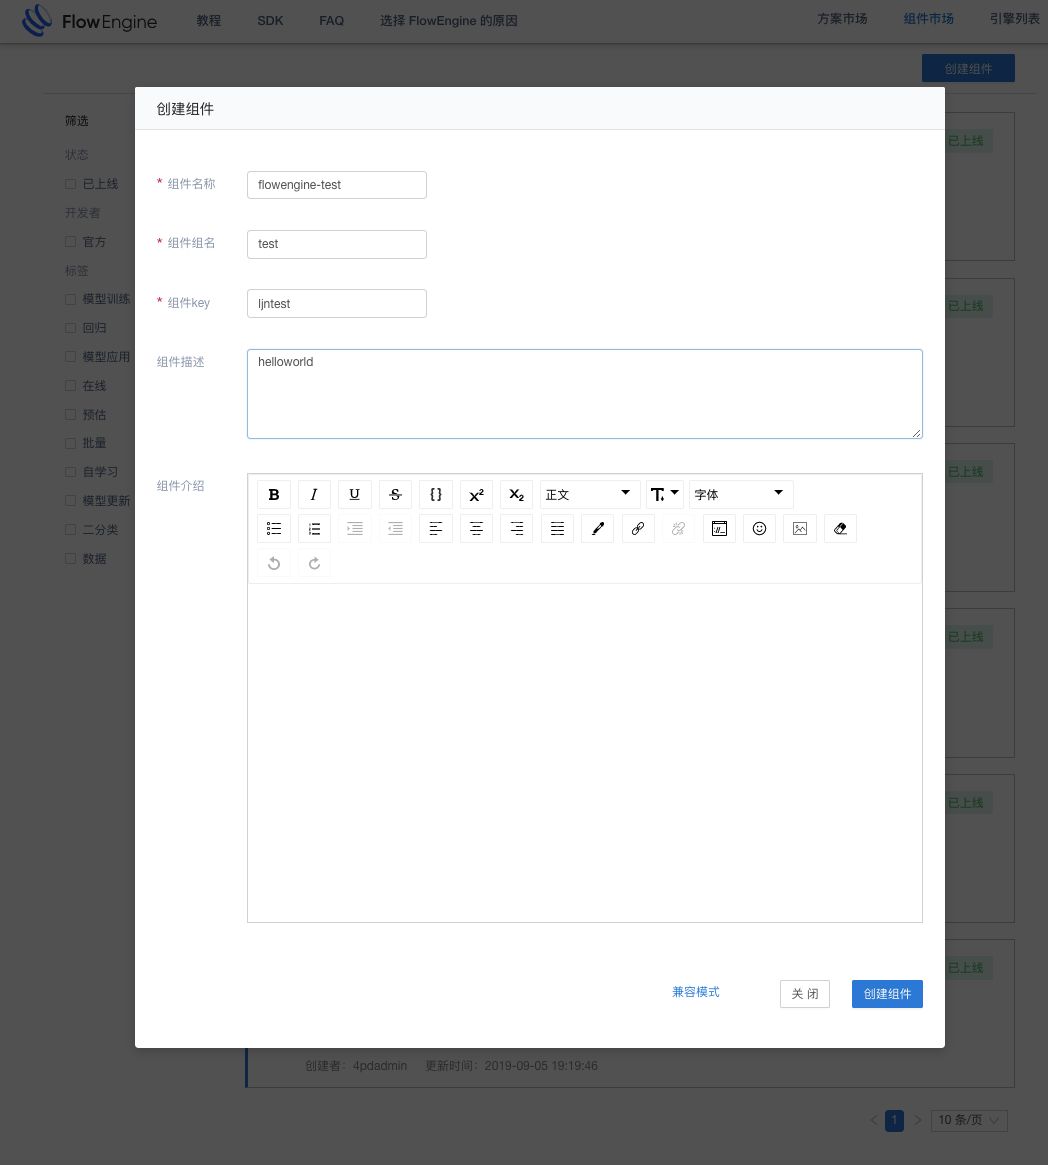 FlowEngine 教程 SDK FAQ 选择 FlowEngine 的原因 方案市场 组件市场 引擎列表
创建组件
创建组件
筛选
状态
已上线
开发者
官方
标签
模型训练
回归
模型应用
在线
预估
批量
自学习
模型更新
二分类
数据
* 组件名称 flowengine-test
* 组件组名 test
* 组件key ljntest
组件描述 helloworld
组件介绍
B I U S {} x² X₂ 正文 T 字体
兼容模式 关 闭 创建组件
已上线
已上线
已上线
已上线
已上线
已上线
创建者：4pdadmin 更新时间：2019-09-05 19:19:46
< 1 > 10 条/页